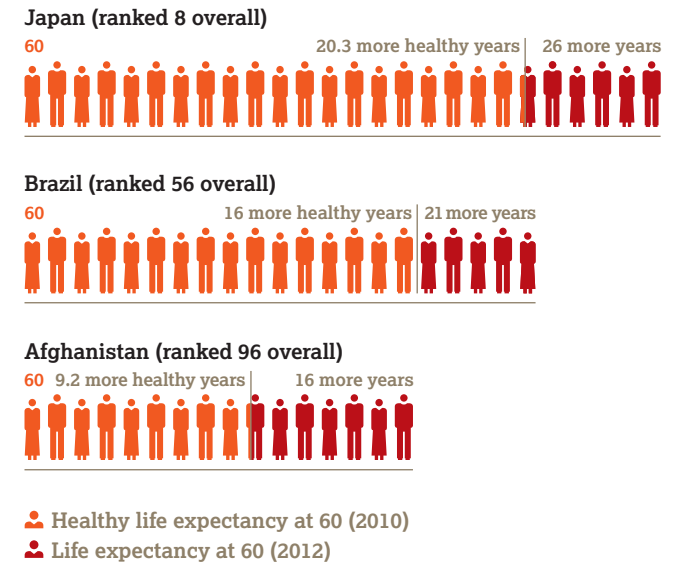 Japan (ranked 8 overall)
60 20.3 more healthy years 26 more years
Brazil (ranked 56 overall)
60 16 more healthy years 21 more years
Afghanistan (ranked 96 overall)
60 9.2 more healthy years 16 more years
Healthy life expectancy at 60 (2010)
Life expectancy at 60 (2012)